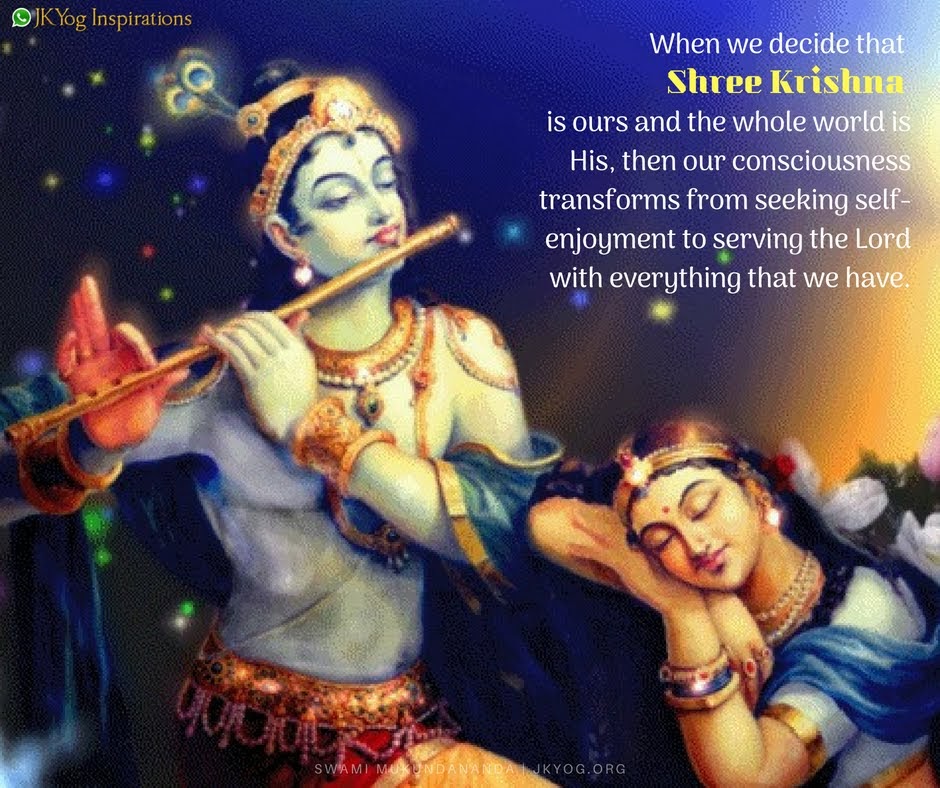 JKYog Inspirations
When we decide that
Shree Krishna
is ours and the whole world is
His, then our consciousness
transforms from seeking self-
enjoyment to serving the Lord
with everything that we have.
SWAMI MUKUNDANANDA | JKYOG.ORG